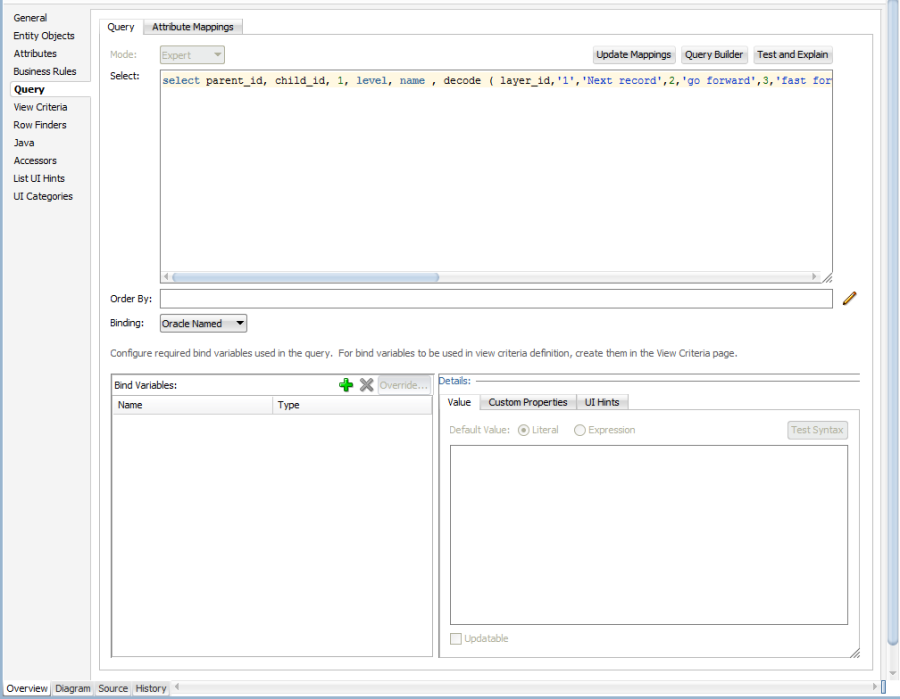 General
Entity Objects
Attributes
Business Rules
Query
View Criteria
Row Finders
Java
Accessors
List UI Hints
UI Categories
Query Attribute Mappings
Mode: Expert Update Mappings Query Builder Test and Explain
Select: select parent_id, child_id, 1, level, name , decode ( layer_id,'1','Next record',2,'go forward',3,'fast for
Order By:
Binding: Oracle Named
Configure required bind variables used in the query. For bind variables to be used in view criteria definition, create them in the View Criteria page.
Bind Variables: Override...
Name Type
Details:
Value Custom Properties UI Hints
Default Value: Literal Expression Test Syntax
Updatable
Overview Diagram Source History